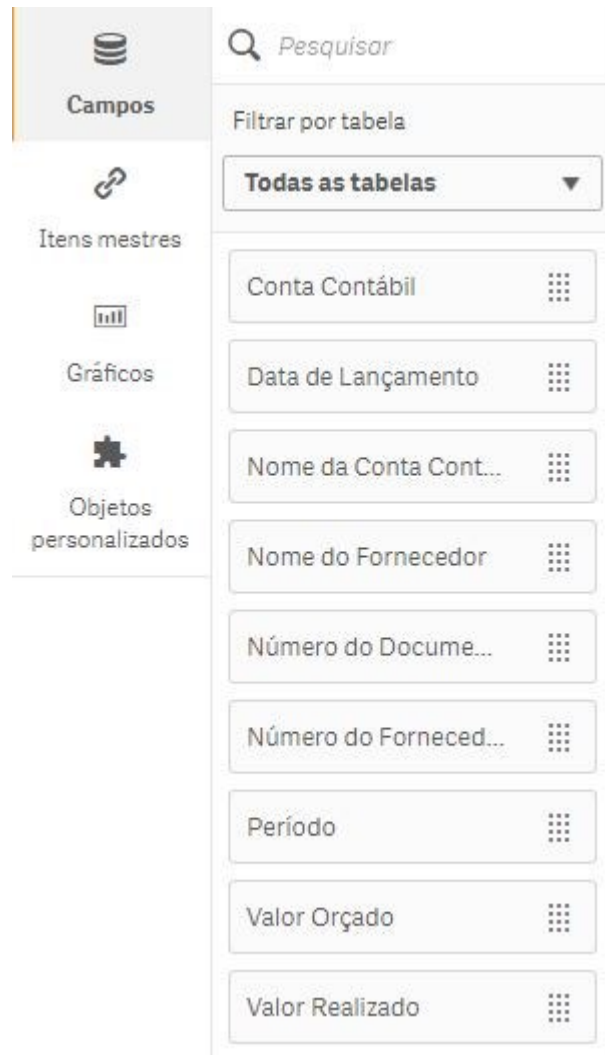 Campos
Itens mestres
Gráficos
Objetos
personalizados
Pesquisar
Filtrar por tabela
Todas as tabelas
Conta Contábil
Data de Lançamento
Nome da Conta Cont...
Nome do Fornecedor
Número do Docume...
Número do Forneced...
Período
Valor Orçado
Valor Realizado